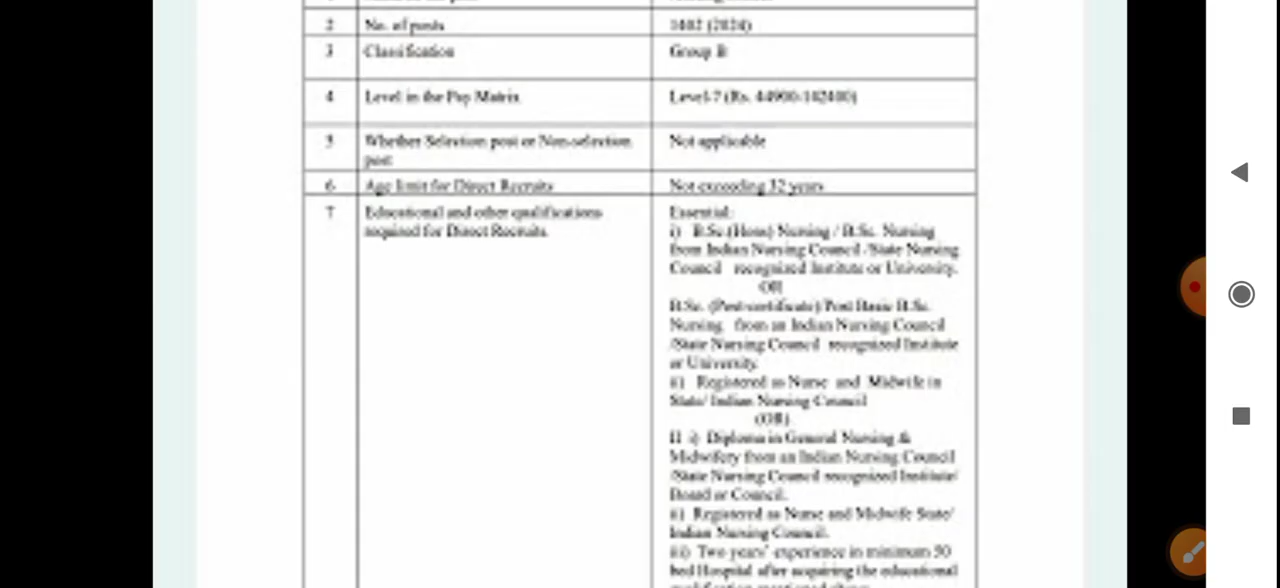 2 No. of posts 1402 (2024)
3 Classification Group B
4 Level in the Pay Matrix Level-7 (Rs. 44900-142400)
5 Whether Selection post or Non-selection Not applicable
post
6 Age limit for Direct Recruits Not exceeding 32 years
7 Educational and other qualifications
required for Direct Recruits.
Essential:
i) B.Sc.(Hons) Nursing / B.Sc. Nursing
from Indian Nursing Council /State Nursing
Council recognized Institute or University.
OR
B.Sc. (Post-certificate)/Post Basic B.Sc.
Nursing from an Indian Nursing Council
/State Nursing Council recognized Institute
or University.
ii) Registered as Nurse and Midwife in
State/ Indian Nursing Council
(OR)
II i) Diploma in General Nursing &
Midwifery from an Indian Nursing Council
/State Nursing Council recognized Institute/
Board or Council.
ii) Registered as Nurse and Midwife State/
Indian Nursing Council.
iii) Two years' experience in minimum 50
bed Hospital after acquiring the educational